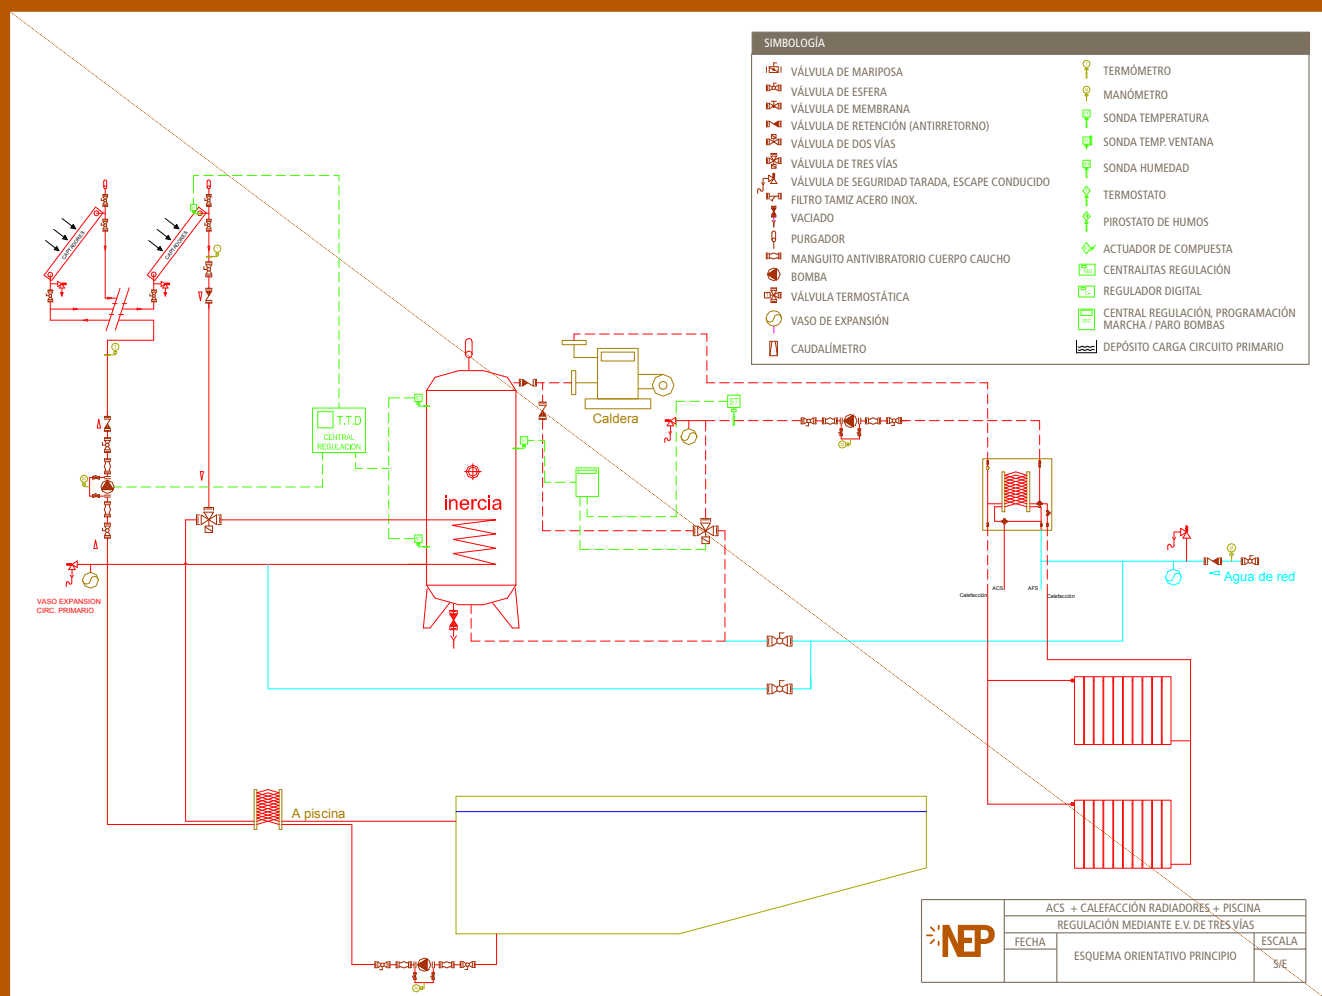 SIMBOLOGÍA
VÁLVULA DE MARIPOSA
VÁLVULA DE ESFERA
VÁLVULA DE MEMBRANA
VÁLVULA DE RETENCIÓN (ANTIRRETORNO)
VÁLVULA DE DOS VÍAS
VÁLVULA DE TRES VÍAS
VÁLVULA DE SEGURIDAD TARADA, ESCAPE CONDUCIDO
FILTRO TAMIZ ACERO INOX.
VACIADO
PURGADOR
MANGUITO ANTIVIBRATORIO CUERPO CAUCHO
BOMBA
VÁLVULA TERMOSTÁTICA
VASO DE EXPANSIÓN
CAUDALÍMETRO
TERMÓMETRO
MANÓMETRO
SONDA TEMPERATURA
SONDA TEMP. VENTANA
SONDA HUMEDAD
TERMOSTATO
PIROSTATO DE HUMOS
ACTUADOR DE COMPUESTA
CENTRALITAS REGULACIÓN
REGULADOR DIGITAL
CENTRAL REGULACIÓN, PROGRAMACIÓN
MARCHA / PARO BOMBAS
DEPÓSITO CARGA CIRCUITO PRIMARIO
CAPTADORES
CAPTADORES
T.T.D
CENTRAL
REGULACION
Caldera
ST
inercia
VASO EXPANSION
CIRC. PRIMARIO
Agua de red
Calefacción
ACS
AFS
Calefacción
A piscina
NEP
ACS + CALEFACCIÓN RADIADORES + PISCINA
REGULACIÓN MEDIANTE E.V. DE TRES VÍAS
FECHA
ESQUEMA ORIENTATIVO PRINCIPIO
ESCALA
S/E